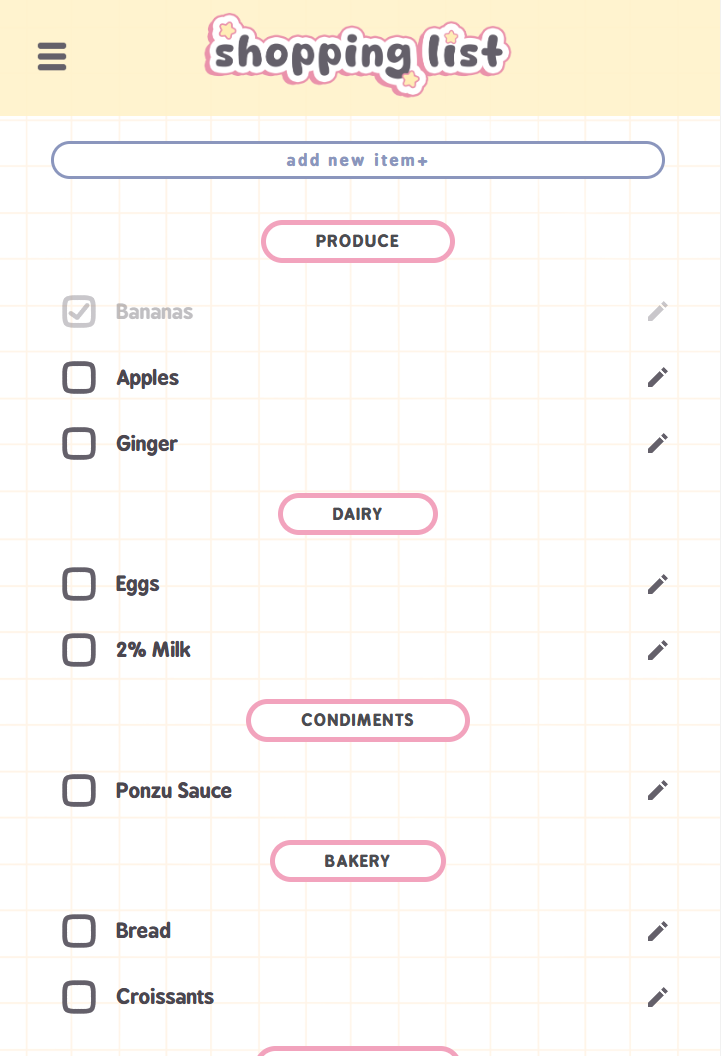 shopping list
add new item+
PRODUCE
Bananas
Apples
Ginger
DAIRY
Eggs
2% Milk
CONDIMENTS
Ponzu Sauce
BAKERY
Bread
Croissants